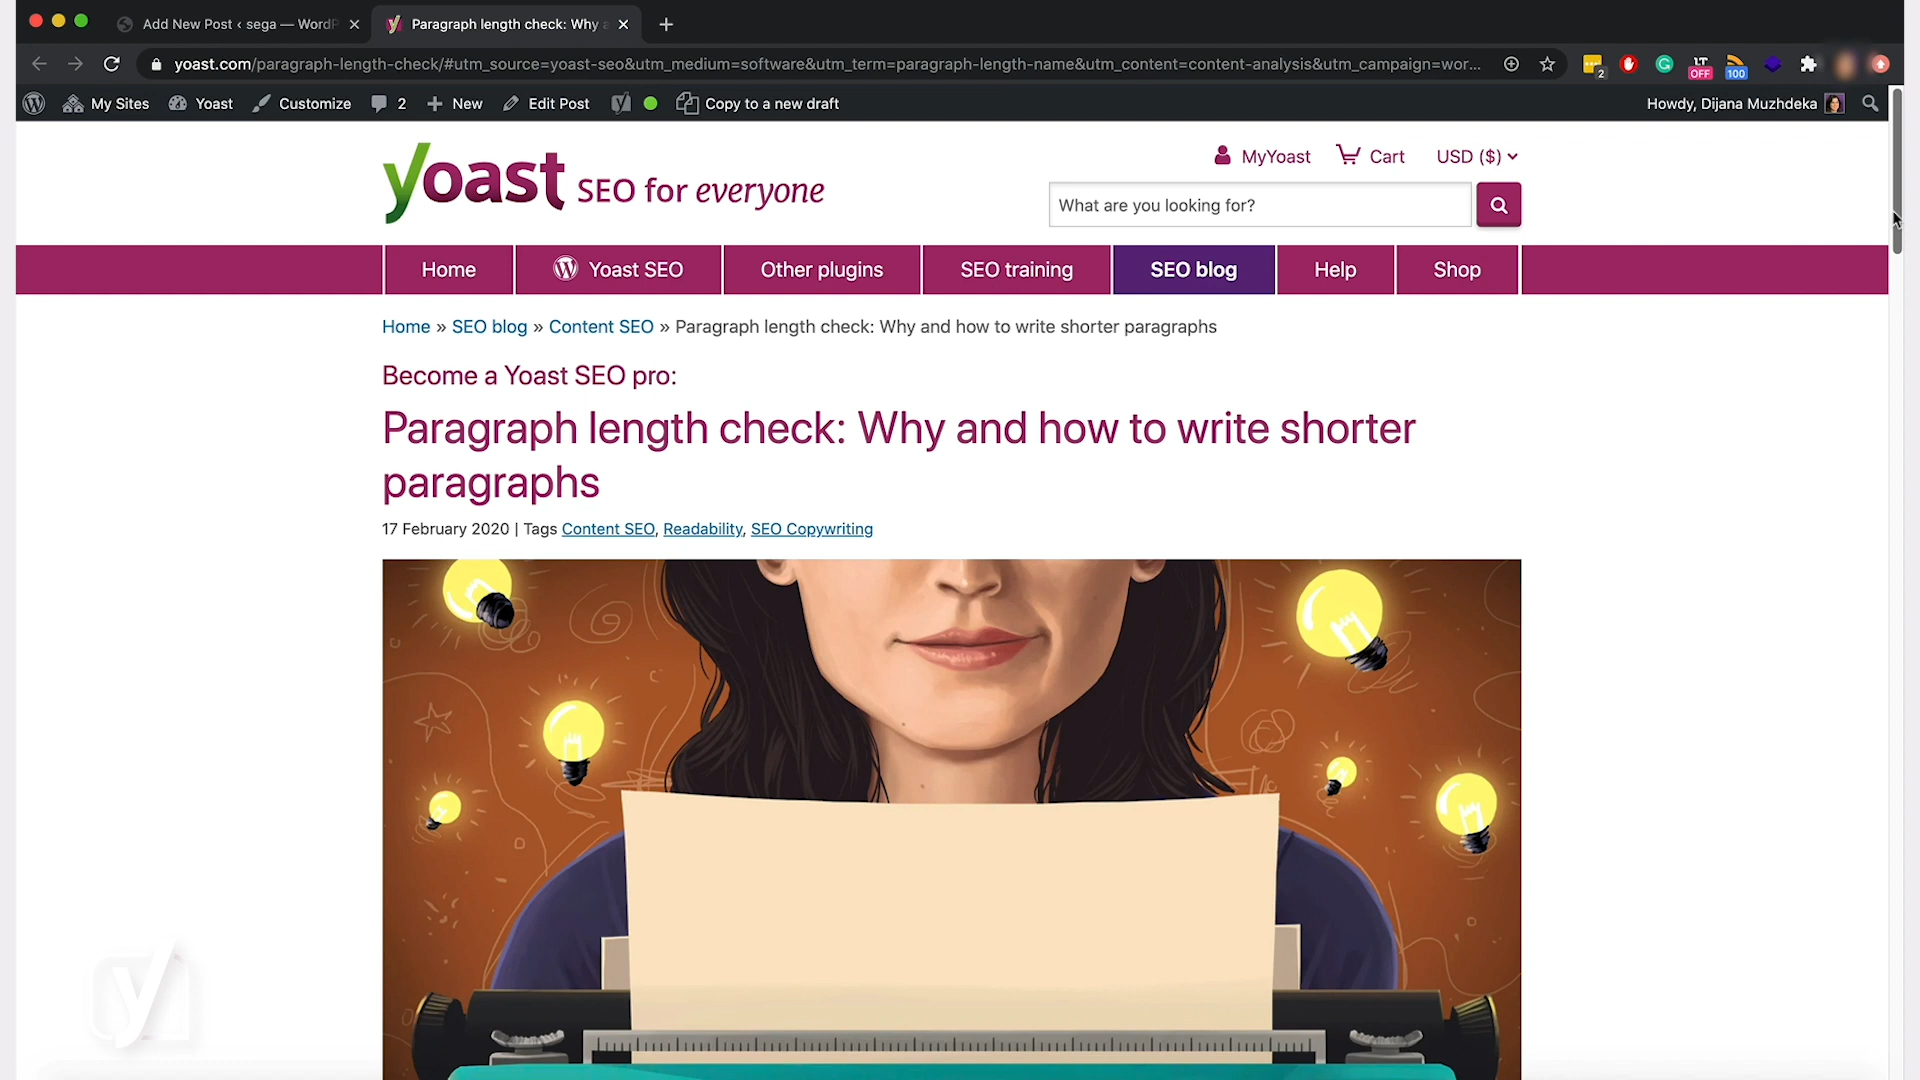 Add New Post ‹ sega — WordP
Paragraph length check: Why a
yoast.com/paragraph-length-check/#utm_source=yoast-seo&utm_medium=software&utm_term=paragraph-length-name&utm_content=content-analysis&utm_campaign=wor...
2
LT
OFF
100
My Sites
Yoast
Customize
2
New
Edit Post
Copy to a new draft
Howdy, Dijana Muzhdeka
yoast SEO for everyone
MyYoast
Cart
USD ($)
What are you looking for?
Home
Yoast SEO
Other plugins
SEO training
SEO blog
Help
Shop
Home » SEO blog » Content SEO » Paragraph length check: Why and how to write shorter paragraphs
Become a Yoast SEO pro:
Paragraph length check: Why and how to write shorter
paragraphs
17 February 2020 | Tags Content SEO, Readability, SEO Copywriting